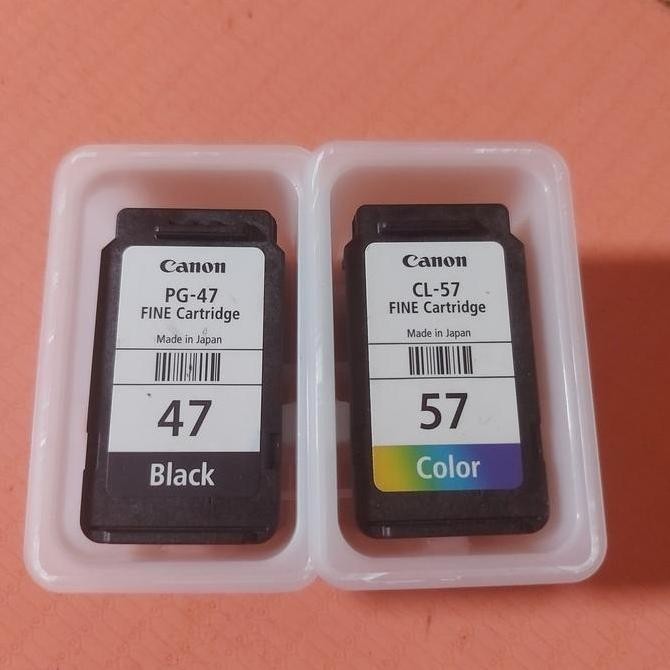 Canon
PG-47
FINE Cartridge
Made in Japan
47
Black
Canon
CL-57
FINE Cartridge
Made in Japan
57
Color